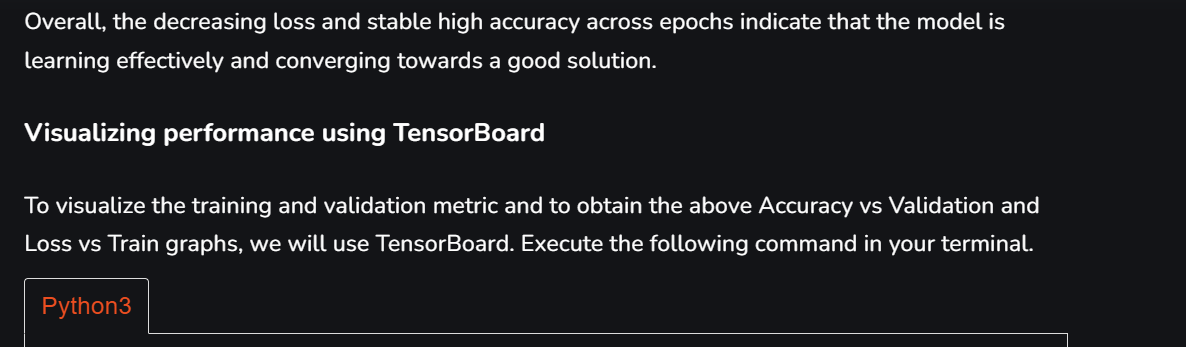 Overall, the decreasing loss and stable high accuracy across epochs indicate that the model is
learning effectively and converging towards a good solution.
Visualizing performance using TensorBoard
To visualize the training and validation metric and to obtain the above Accuracy vs Validation and
Loss vs Train graphs, we will use TensorBoard. Execute the following command in your terminal.
Python3